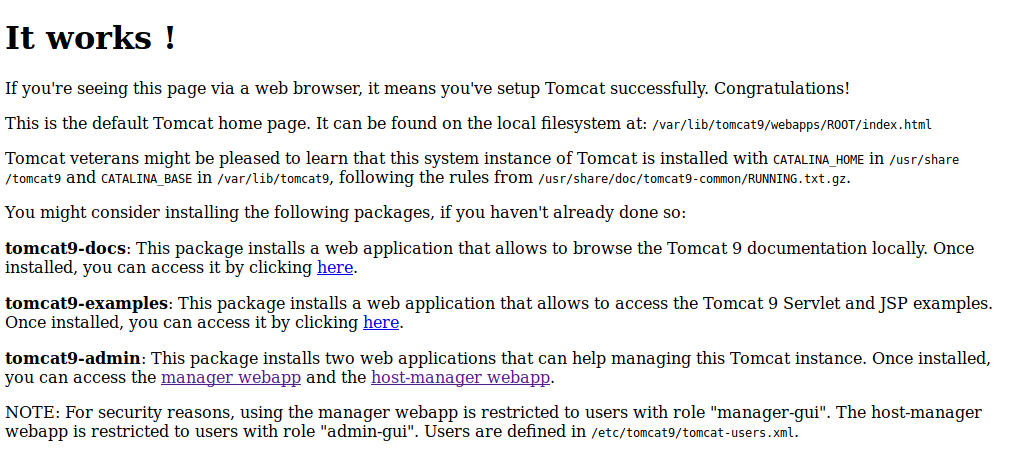 It works !
If you're seeing this page via a web browser, it means you've setup Tomcat successfully. Congratulations!
This is the default Tomcat home page. It can be found on the local filesystem at: /var/lib/tomcat9/webapps/ROOT/index.html
Tomcat veterans might be pleased to learn that this system instance of Tomcat is installed with CATALINA_HOME in /usr/share
/tomcat9 and CATALINA_BASE in /var/lib/tomcat9, following the rules from /usr/share/doc/tomcat9-common/RUNNING.txt.gz.
You might consider installing the following packages, if you haven't already done so:
tomcat9-docs: This package installs a web application that allows to browse the Tomcat 9 documentation locally. Once
installed, you can access it by clicking here.
tomcat9-examples: This package installs a web application that allows to access the Tomcat 9 Servlet and JSP examples.
Once installed, you can access it by clicking here.
tomcat9-admin: This package installs two web applications that can help managing this Tomcat instance. Once installed,
you can access the manager webapp and the host-manager webapp.
NOTE: For security reasons, using the manager webapp is restricted to users with role "manager-gui". The host-manager
webapp is restricted to users with role "admin-gui". Users are defined in /etc/tomcat9/tomcat-users.xml.